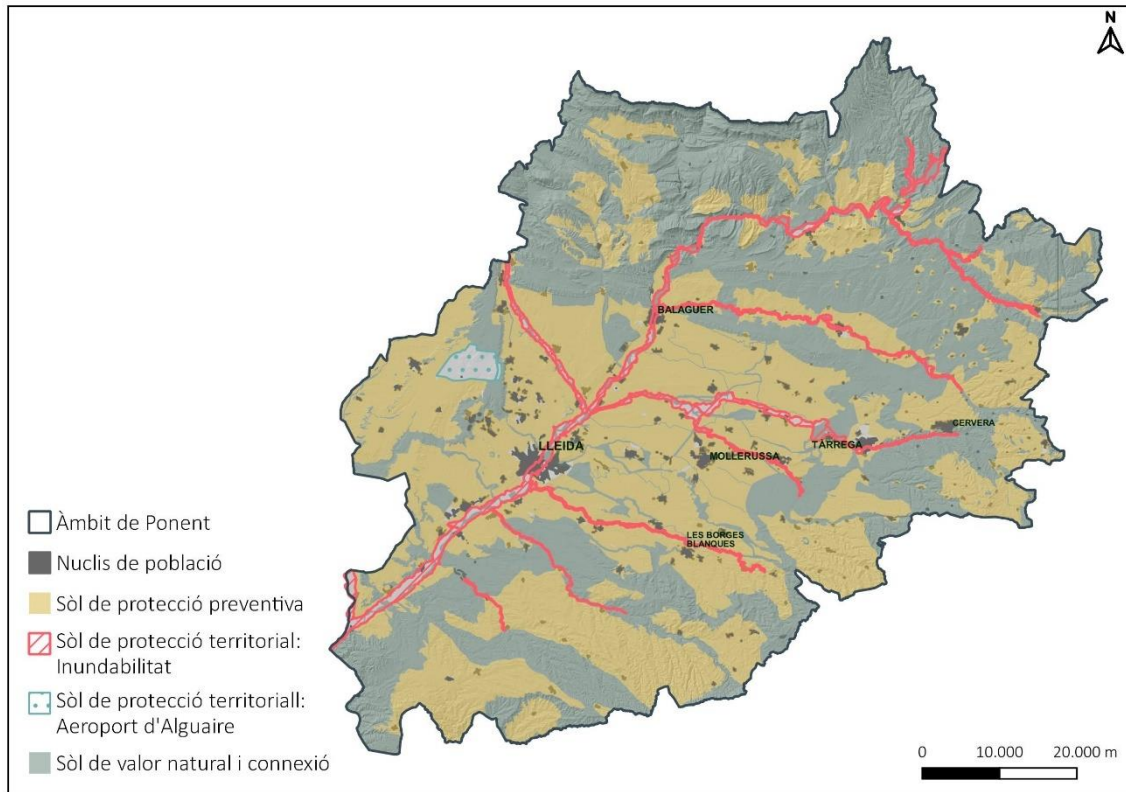 N
BALAGUER
CERVERA
TÀRREGA
LLEIDA
MOLLERUSSA
LES BORGES
BLANQUES
Àmbit de Ponent
Nuclis de població
Sòl de protecció preventiva
Sòl de protecció territorial:
Inundabilitat
Sòl de protecció territoriall:
Aeroport d'Alguaire
Sòl de valor natural i connexió
0 10.000 20.000 m